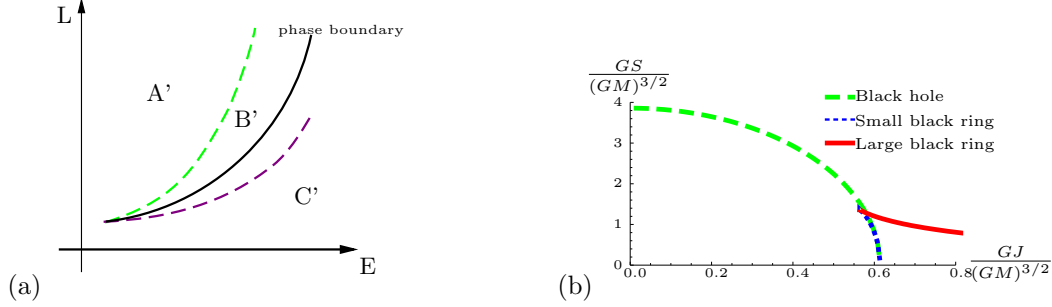 L
phase boundary
A'
B'
C'
E
(a)
GS
(GM)^{3/2}
4
3
2
1
0
0.0
0.2
0.4
0.6
0.8
Black hole
Small black ring
Large black ring
GJ
(GM)^{3/2}
(b)